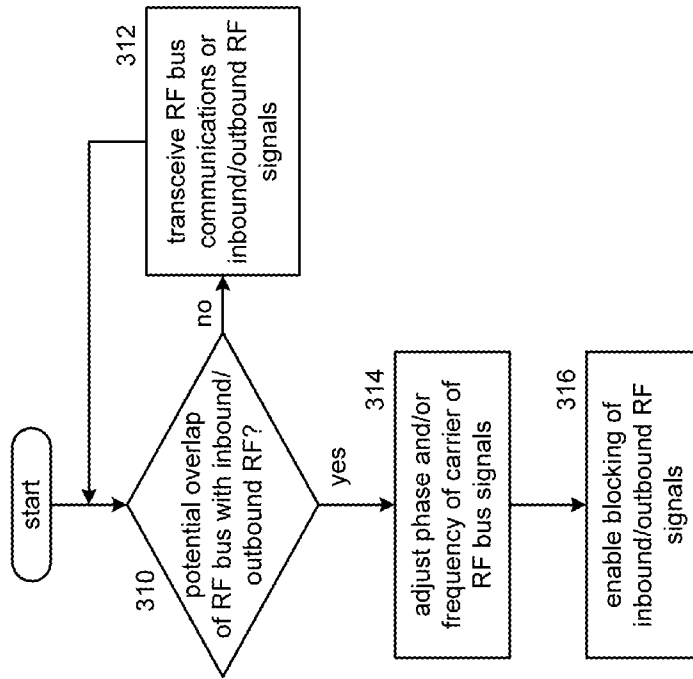 start
310
potential overlap
of RF bus with inbound/
outbound RF?
no
312
transceive RF bus
communications or
inbound/outbound RF
signals
yes
314
adjust phase and/or
frequency of carrier of
RF bus signals
316
enable blocking of
inbound/outbound RF
signals